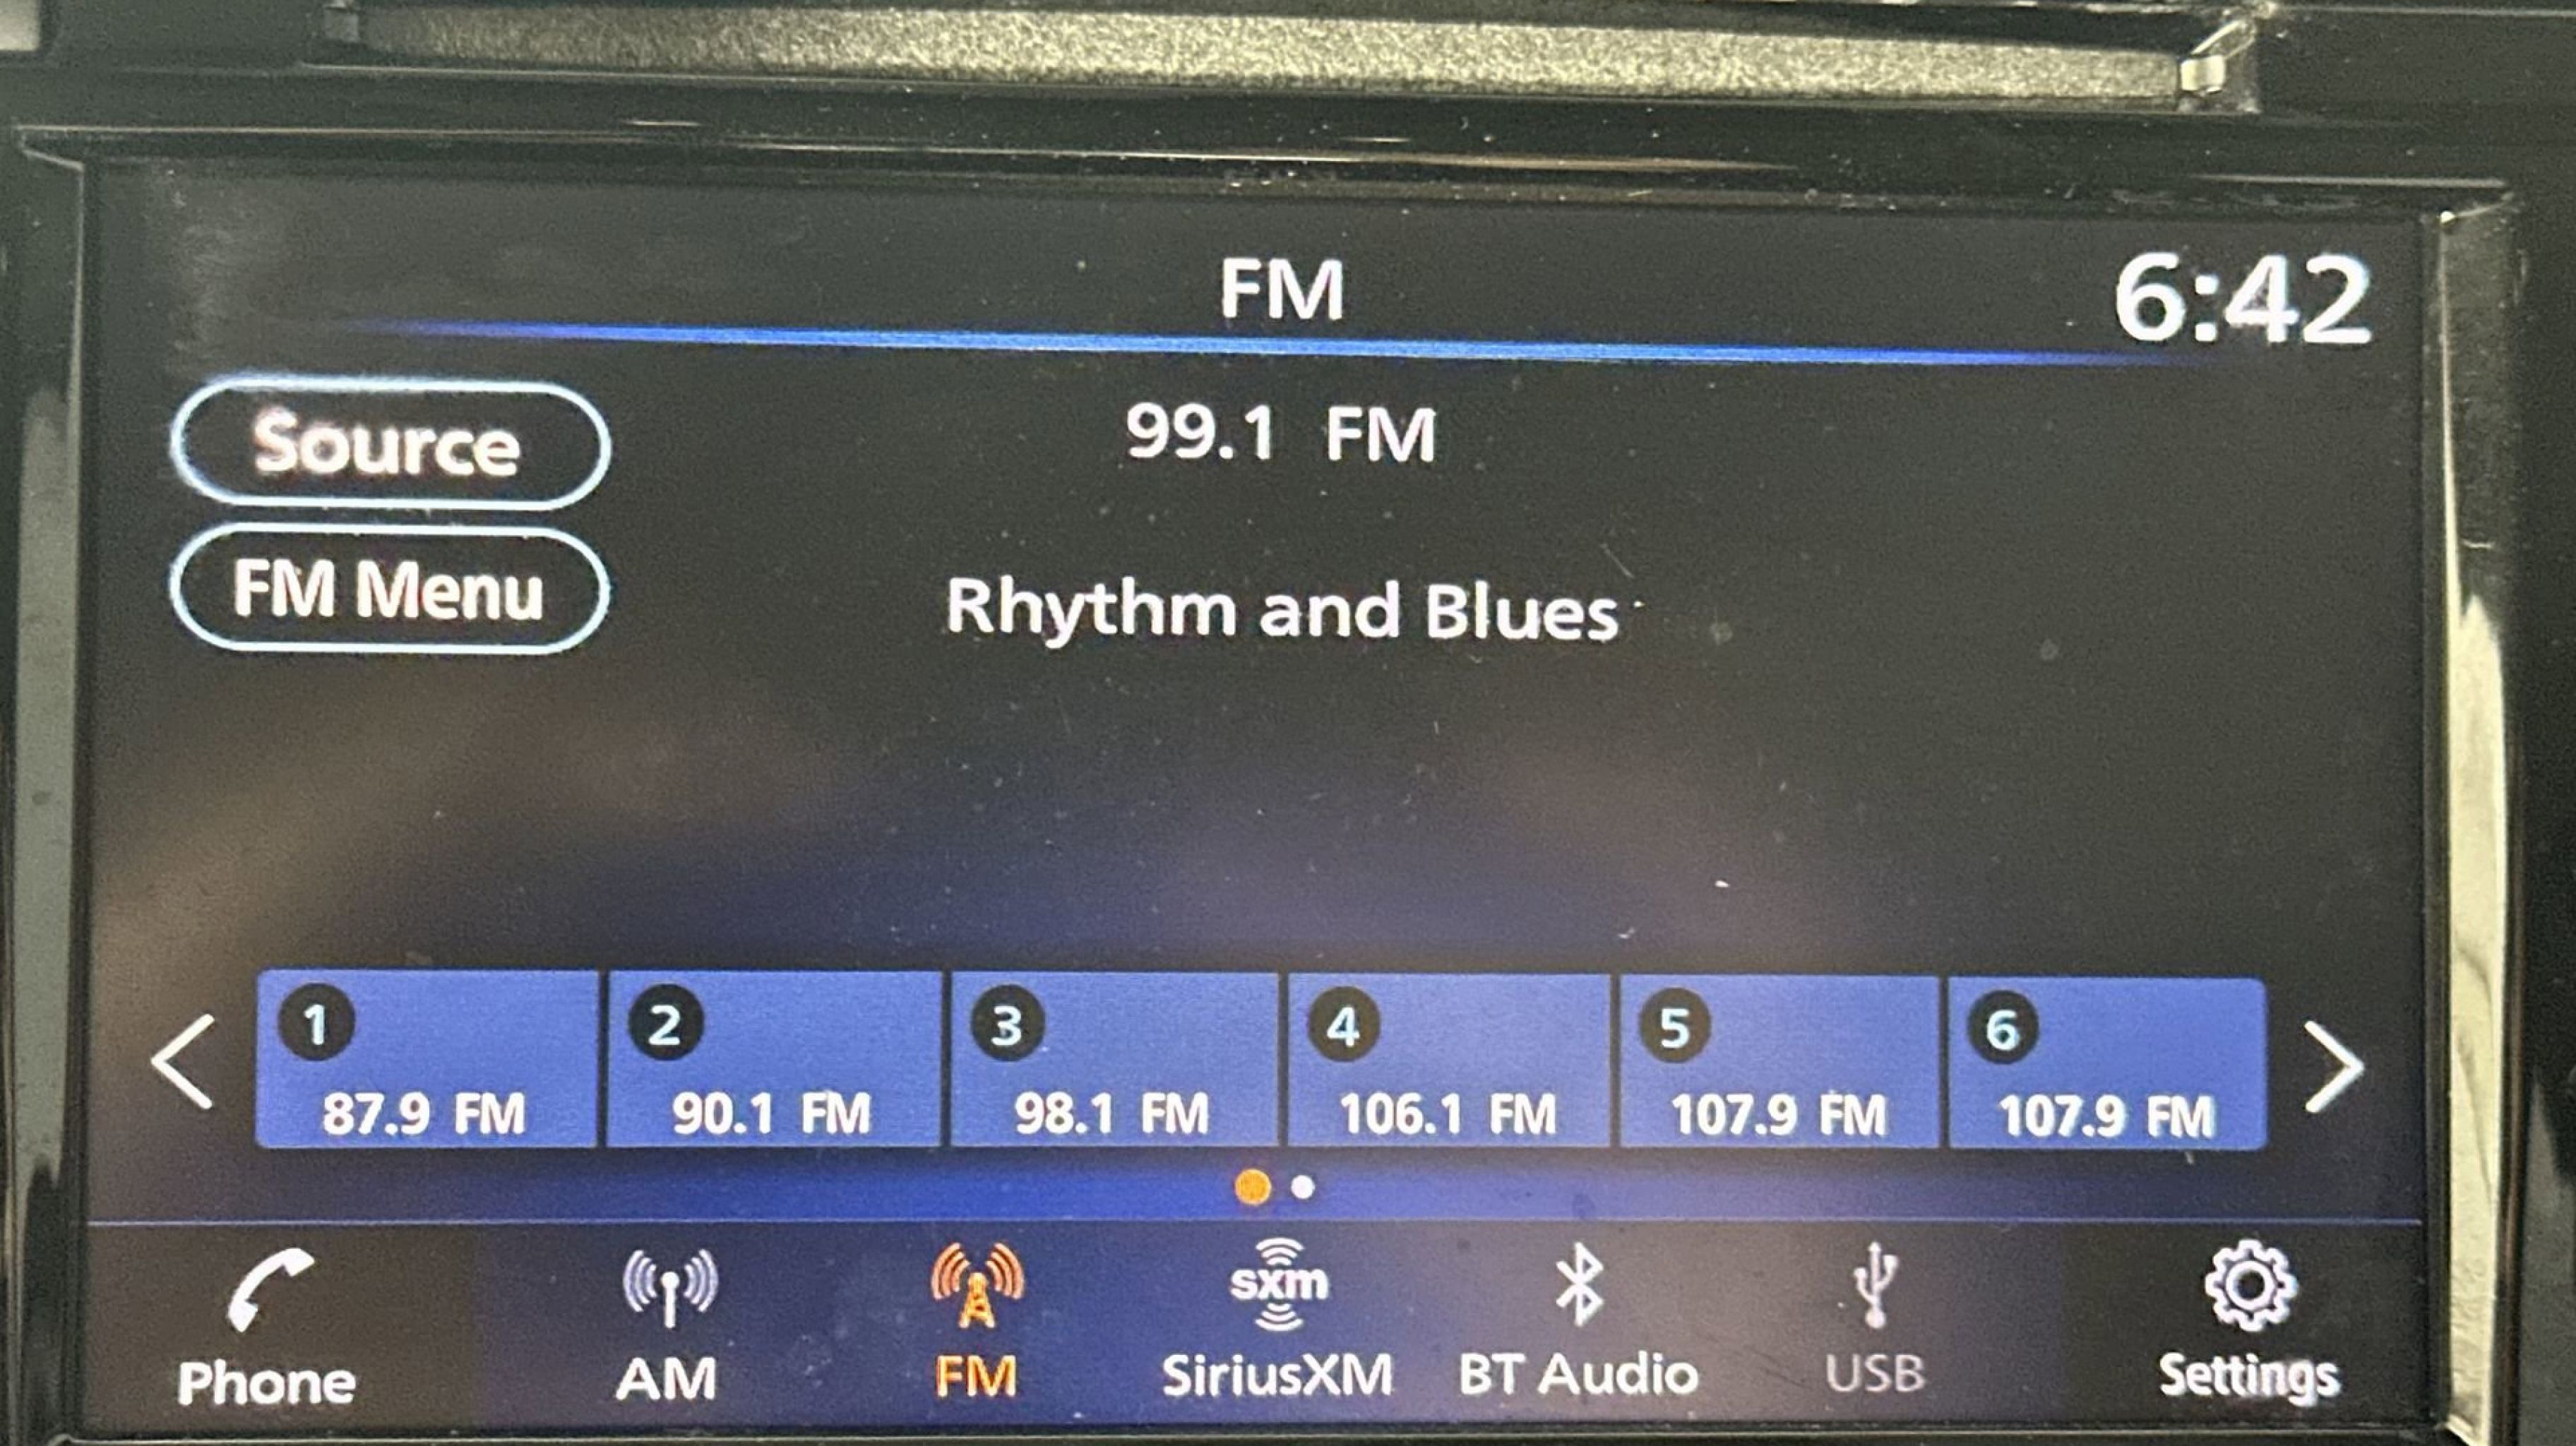 FM
6:42
Source
99.1 FM
FM Menu
Rhythm and Blues
1 2 3 4 5 6
87.9 FM 90.1 FM 98.1 FM 106.1 FM 107.9 FM 107.9 FM
sxm
Phone AM FM SiriusXM BT Audio USB Settings